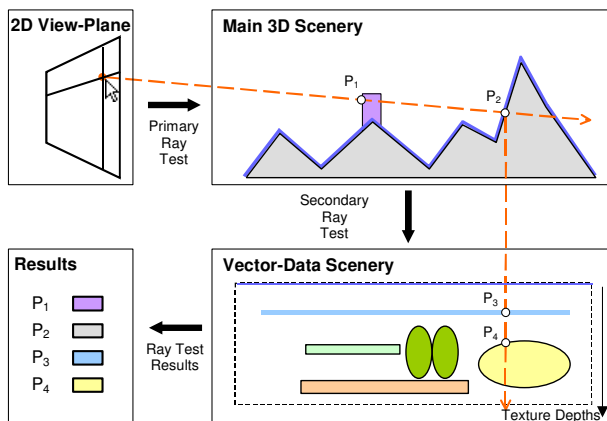 2D View-Plane
Main 3D Scenery
P1
P2
Primary
Ray
Test
Secondary
Ray
Test
Results
Vector-Data Scenery
P1
P2
P3
P4
Ray Test
Results
P3
P4
Texture Depths